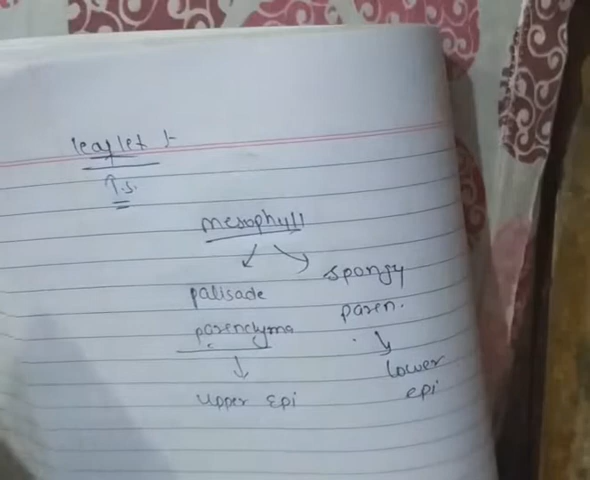 leaflet :-
T.S.
mesophyll
palisade
parenchyma
upper epi
spongy
paren.
lower
epi